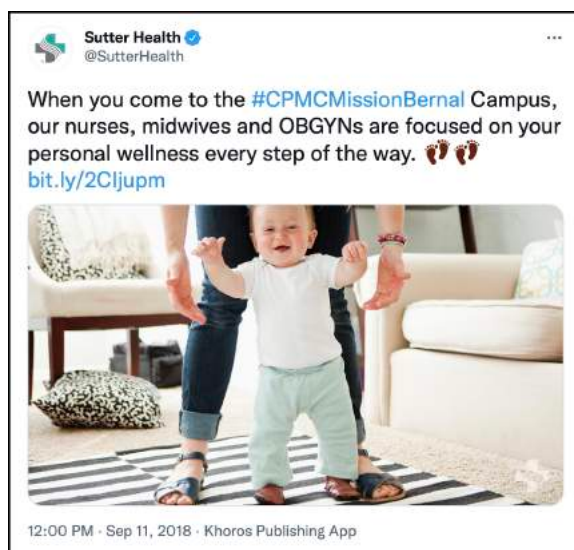 Sutter Health
@SutterHealth
When you come to the #CPMCMissionBernal Campus,
our nurses, midwives and OBGYNs are focused on your
personal wellness every step of the way. 👣👣
bit.ly/2CIjupm
12:00 PM · Sep 11, 2018 · Khoros Publishing App